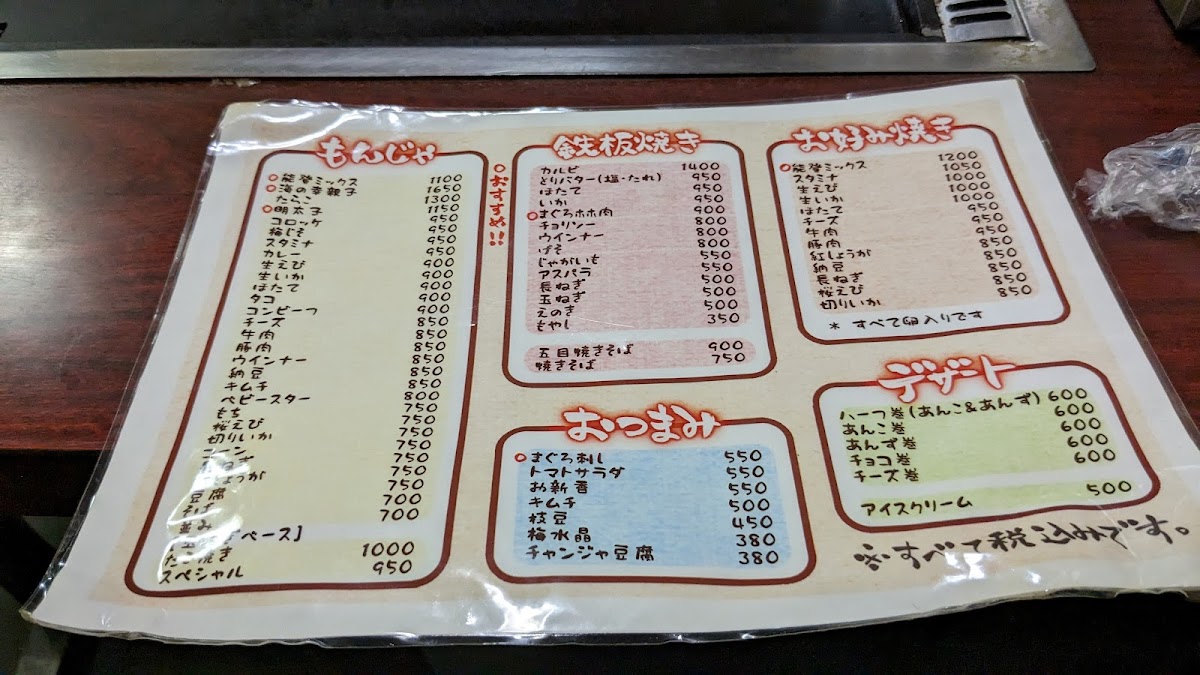 もんじゃ
能登ミックス 1100
海の幸親子 1650
たらこ 1300
明太子 1150
コロッケ 950
梅じそ 950
スタミナ 950
カレー 950
生えび 900
生いか 900
ほたて 900
タコ 900
コンビーフ 900
チーズ 850
牛肉 850
豚肉 850
ウインナー 850
納豆 850
キムチ 850
ベビースター 800
もち 750
桜えび 750
切りいか 750
コーン 750
750
750
豆腐 750
700
並み 700
ベース】
1000
スペシャル 950
○おすすめ!!
鉄板焼き
カルビ 1400
とりバター(塩・たれ) 950
ほたて 950
いか 950
まぐろホホ肉 900
チョリソー 800
ウインナー 800
げそ 800
じゃがいも 550
アスパラ 550
長ねぎ 500
玉ねぎ 500
えのき 500
もやし 350
五目焼きそば 900
焼きそば 750
おつまみ
まぐろ刺し 550
トマトサラダ 550
お新香 550
キムチ 500
枝豆 450
梅水晶 380
チャンジャ豆腐 380
お好み焼き
能登ミックス 1200
スタミナ 1050
生えび 1000
生いか 1000
ほたて 950
チーズ 950
牛肉 950
豚肉 850
紅しょうが 850
納豆 850
長ねぎ 850
桜えび 850
切りいか 850
* すべて卵入りです
デザート
ハーフ巻(あんこ&あんず) 600
あんこ巻 600
あんず巻 600
チョコ巻 600
チーズ巻 600
アイスクリーム 500
※すべて税込みです。